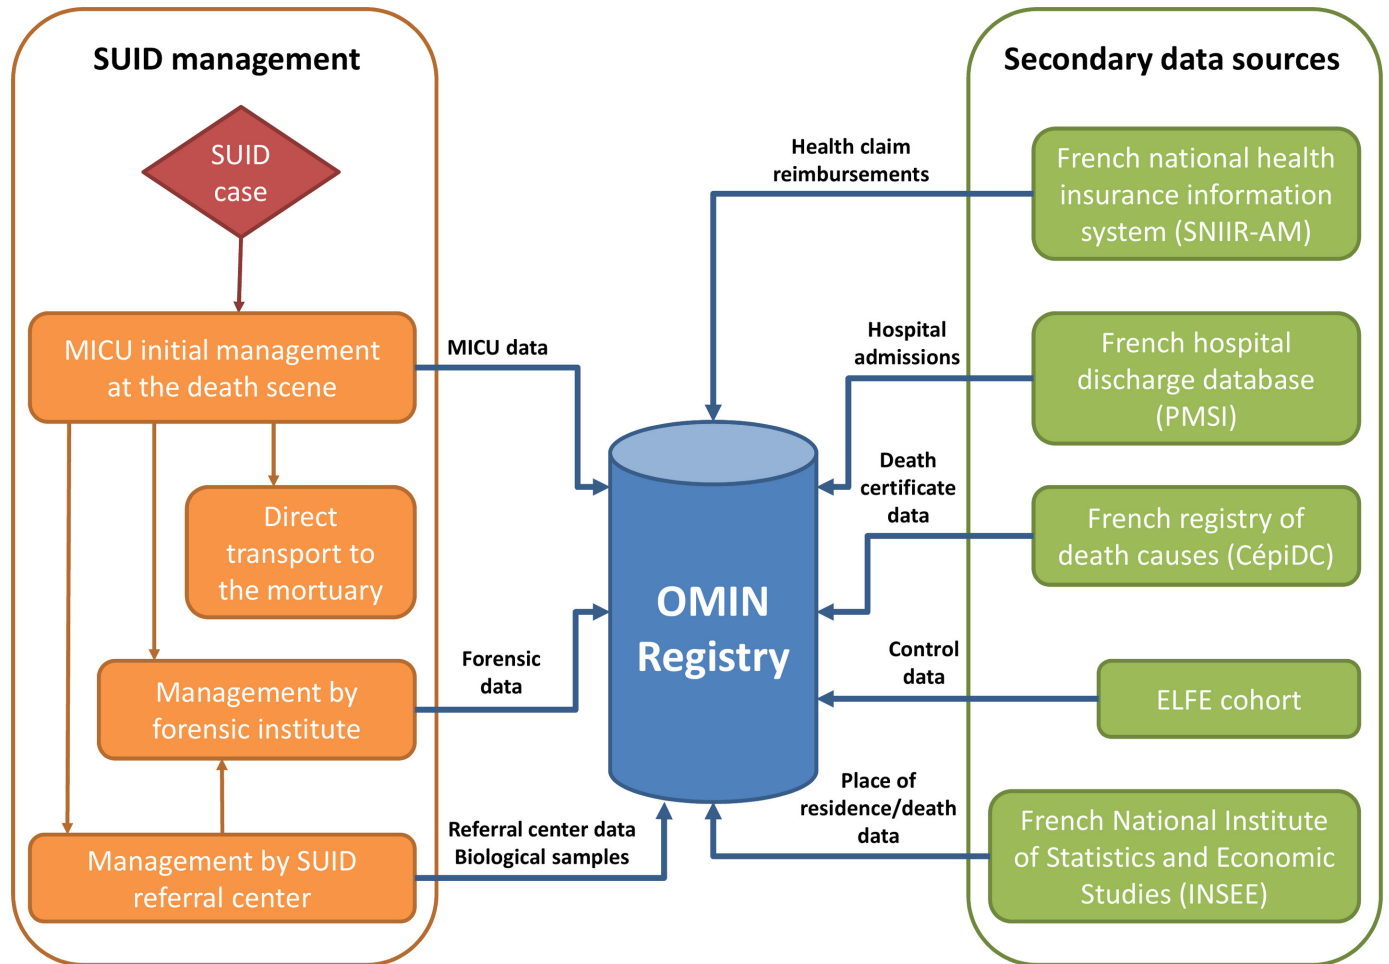 SUID management
SUID
case
MICU initial management
at the death scene
Direct
transport to
the mortuary
Management by
forensic institute
Management by SUID
referral center
MICU data
Forensic
data
Referral center data
Biological samples
OMIN
Registry
Health claim
reimbursements
Hospital
admissions
Death
certificate
data
Control
data
Place of
residence/death
data
Secondary data sources
French national health
insurance information
system (SNIIR-AM)
French hospital
discharge database
(PMSI)
French registry of
death causes (CépiDC)
ELFE cohort
French National Institute
of Statistics and Economic
Studies (INSEE)